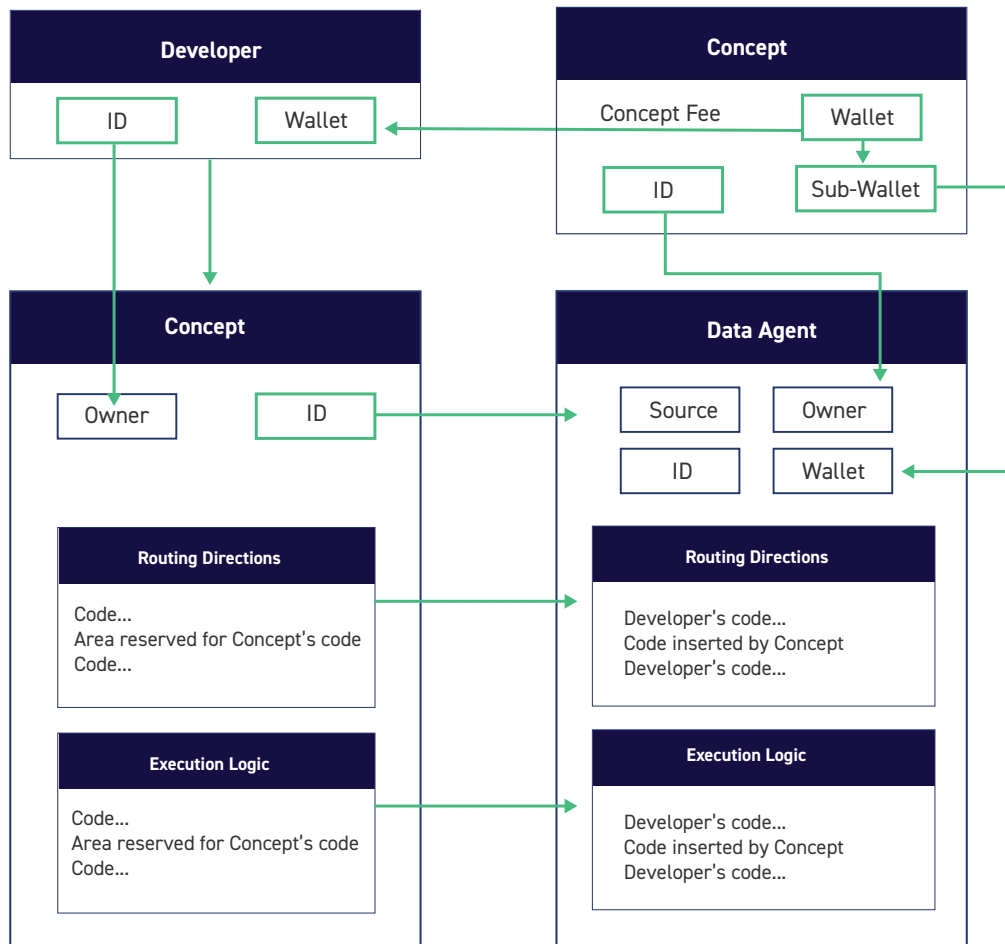 Developer
ID
Wallet
Concept
Concept Fee
Wallet
ID
Sub-Wallet
Concept
Owner
ID
Routing Directions
Code...
Area reserved for Concept's code
Code...
Execution Logic
Code...
Area reserved for Concept's code
Code...
Data Agent
Source
Owner
ID
Wallet
Routing Directions
Developer's code...
Code inserted by Concept
Developer's code...
Execution Logic
Developer's code...
Code inserted by Concept
Developer's code...